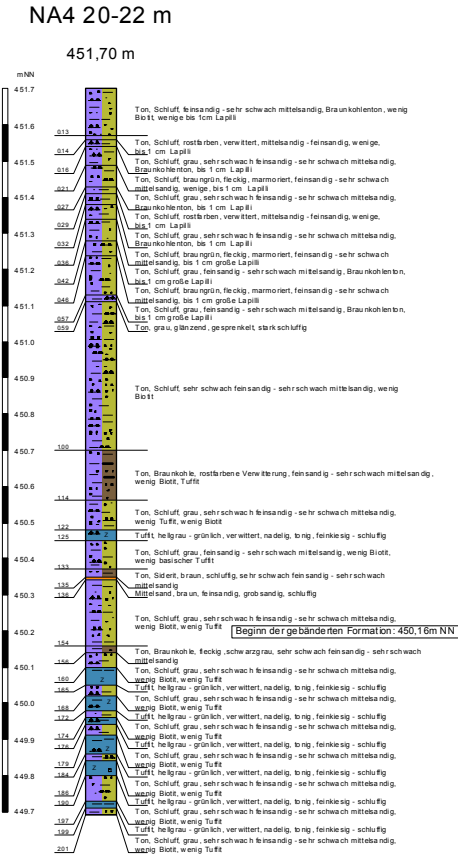 NA4 20-22 m
451,70 m
mNN
451.7
Ton, Schluff, feinsandig - sehr schwach mittelsandig, Braunkohlenton, wenig
Biotit, wenige bis 1cm Lapilli
451.6
013
Ton, Schluff, rostfarben, verwittert, mittelsandig - feinsandig, wenige,
014
bis 1 cm Lapilli
451.5
Ton, Schluff, grau, sehr schwach feinsandig - sehr schwach mittelsandig,
016
Braunkohlenton, bis 1 cm Lapilli
Ton, Schluff, braungrün, fleckig, marmoriert, feinsandig - sehr schwach
021
mittelsandig, wenige, bis 1 cm Lapilli
451.4
Ton, Schluff, grau, sehr schwach feinsandig - sehr schwach mittelsandig,
027
Braunkohlenton, bis 1 cm Lapilli
Ton, Schluff, rostfarben, verwittert, mittelsandig - feinsandig, wenige,
029
bis 1 cm Lapilli
451.3
Ton, Schluff, grau, sehr schwach feinsandig - sehr schwach mittelsandig,
032
Braunkohlenton, bis 1 cm Lapilli
Ton, Schluff, braungrün, fleckig, marmoriert, feinsandig - sehr schwach
036
mittelsandig, bis 1 cm große Lapilli
451.2
Ton, Schluff, grau, feinsandig - sehr schwach mittelsandig, Braunkohlenton,
042
bis 1 cm große Lapilli
Ton, Schluff, braungrün, fleckig, marmoriert, feinsandig - sehr schwach
046
mittelsandig, bis 1 cm große Lapilli
451.1
Ton, Schluff, grau, feinsandig - sehr schwach mittelsandig, Braunkohlenton,
057
bis 1 cm große Lapilli
059
Ton, grau, glänzend, gesprenkelt, stark schluffig
451.0
450.9
Ton, Schluff, sehr schwach feinsandig - sehr schwach mittelsandig, wenig
Biotit
450.8
450.7
100
Ton, Braunkohle, rostfarbene Verwitterung, feinsandig - sehr schwach mittelsandig,
wenig Biotit, Tuffit
450.6
114
Ton, Schluff, grau, sehr schwach feinsandig - sehr schwach mittelsandig,
wenig Tuffit, wenig Biotit
450.5
122
Z
Tuffit, hellgrau - grünlich, verwittert, nadelig, tonig, feinkiesig - schluffig
125
Ton, Schluff, grau, feinsandig - sehr schwach mittelsandig, wenig Biotit,
wenig basischer Tuffit
450.4
133
Ton, Siderit, braun, schluffig, sehr schwach feinsandig - sehr schwach
135
mittelsandig
450.3
136
Mittelsand, braun, feinsandig, grobsandig, schluffig
Ton, Schluff, grau, sehr schwach feinsandig - sehr schwach mittelsandig,
wenig Biotit, wenig Tuffit
450.2
Beginn der gebänderten Formation: 450,16m NN
154
Ton, Braunkohle, fleckig, schwarzgrau, sehr schwach feinsandig - sehr schwach
158
mittelsandig
450.1
Ton, Schluff, grau, sehr schwach feinsandig - sehr schwach mittelsandig,
160
Z
wenig Biotit, wenig Tuffit
165
Tuffit, hellgrau - grünlich, verwittert, nadelig, tonig, feinkiesig - schluffig
450.0
Z
Ton, Schluff, grau, sehr schwach feinsandig - sehr schwach mittelsandig,
168
wenig Biotit, wenig Tuffit
172
Tuffit, hellgrau - grünlich, verwittert, nadelig, tonig, feinkiesig - schluffig
Ton, Schluff, grau, sehr schwach feinsandig - sehr schwach mittelsandig,
174
wenig Biotit, wenig Tuffit
449.9
176
Z
Tuffit, hellgrau - grünlich, verwittert, nadelig, tonig, feinkiesig - schluffig
Ton, Schluff, grau, sehr schwach feinsandig - sehr schwach mittelsandig,
179
Z
wenig Biotit, wenig Tuffit
449.8
184
Tuffit, hellgrau - grünlich, verwittert, nadelig, tonig, feinkiesig - schluffig
Ton, Schluff, grau, sehr schwach feinsandig - sehr schwach mittelsandig,
186
wenig Biotit, wenig Tuffit
190
Tuffit, hellgrau - grünlich, verwittert, nadelig, tonig, feinkiesig - schluffig
449.7
Ton, Schluff, grau, sehr schwach feinsandig - sehr schwach mittelsandig,
197
wenig Biotit, wenig Tuffit
199
Tuffit, hellgrau - grünlich, verwittert, nadelig, tonig, feinkiesig - schluffig
Ton, Schluff, grau, sehr schwach feinsandig - sehr schwach mittelsandig,
201
wenig Biotit, wenig Tuffit